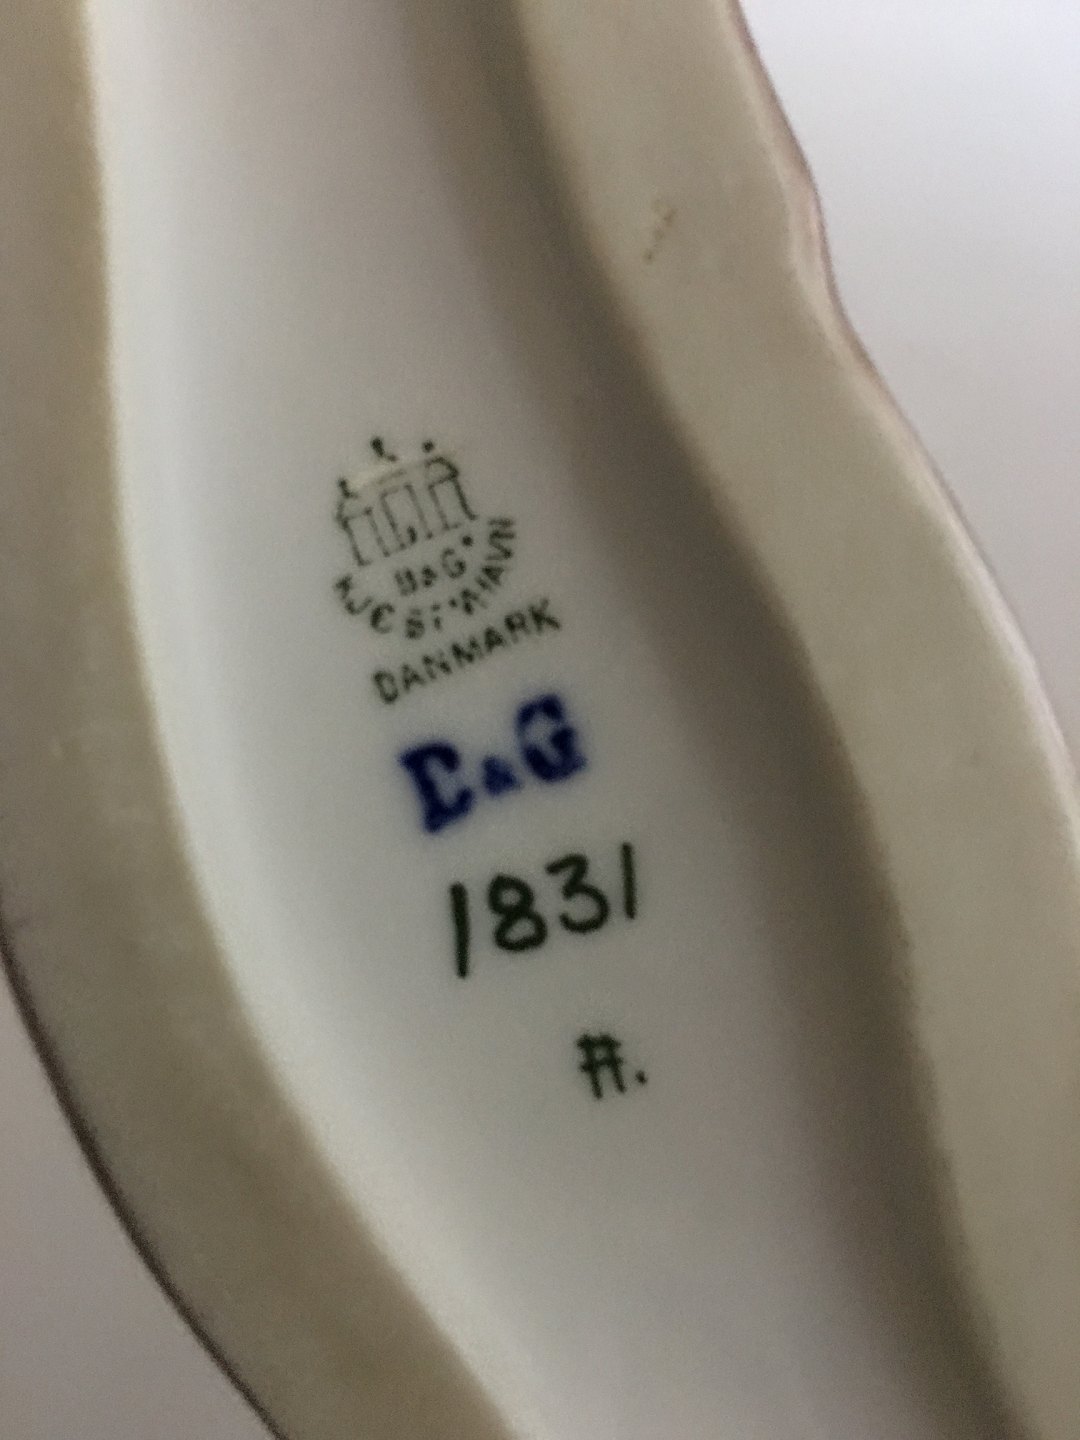 B&G
KJØBENHAVN
DANMARK
B&G
1831
H.